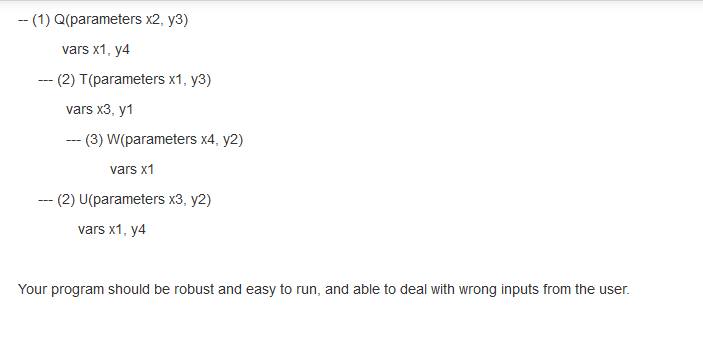 -- (1) Q(parameters x2, y3)
vars x1, y4
--- (2) T(parameters x1, y3)
vars x3, y1
--- (3) W(parameters x4, y2)
vars x1
--- (2) U(parameters x3, y2)
vars x1, y4
Your program should be robust and easy to run, and able to deal with wrong inputs from the user.